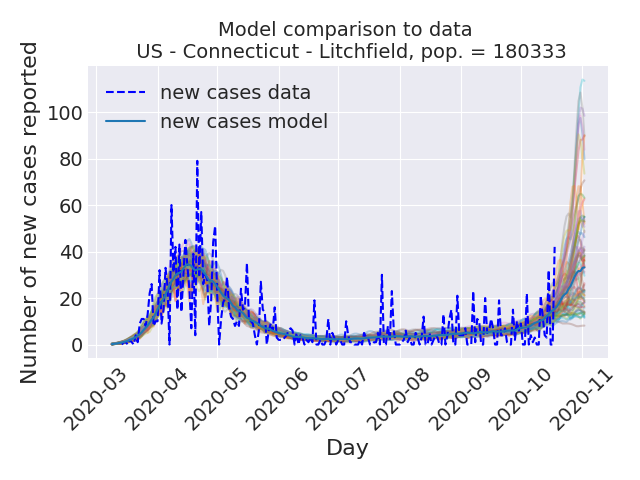 Model comparison to data
US - Connecticut - Litchfield, pop. = 180333
Number of new cases reported
100
80
60
40
20
0
new cases data
new cases model
2020-03
2020-04
2020-05
2020-06
2020-07
2020-08
2020-09
2020-10
2020-11
Day